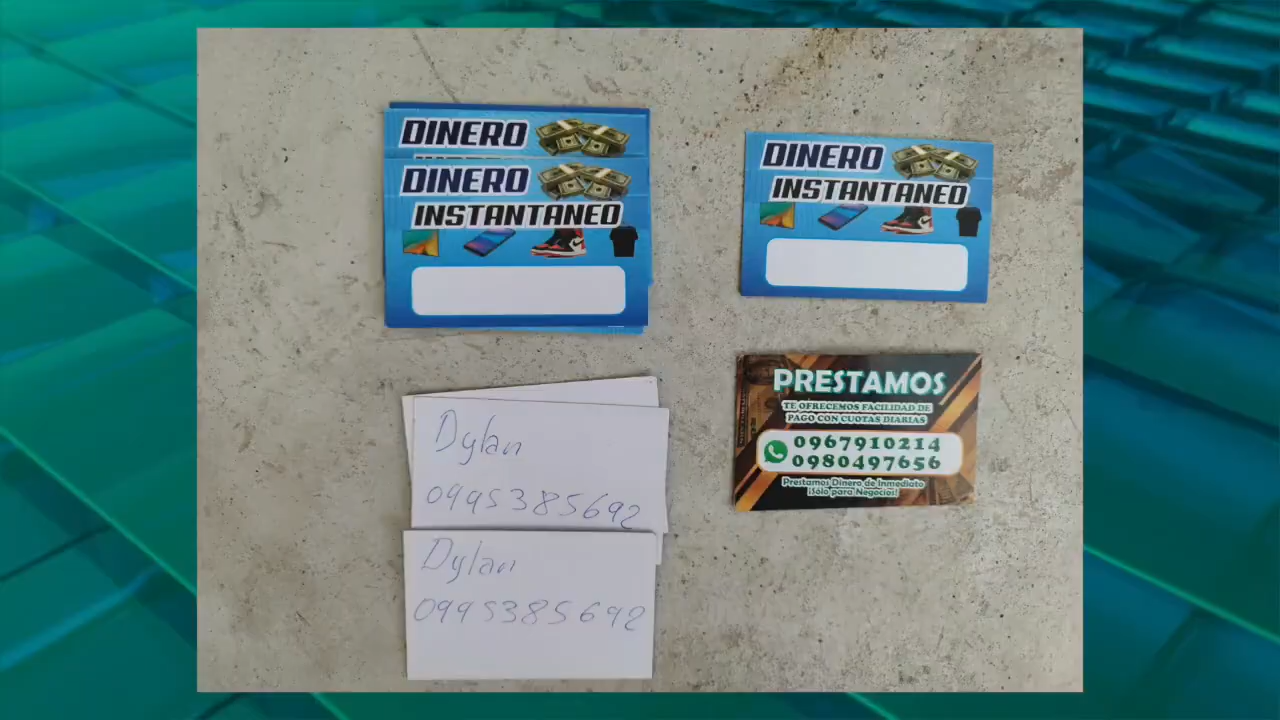 DINERO
DINERO
INSTANTANEO
DINERO
INSTANTANEO
Dylan
0995385692
Dylan
0995385692
PRESTAMOS
TE OFRECEMOS FACILIDAD DE
PAGO CON CUOTAS DIARIAS
0967910214
0980497656
Prestamos Dinero de Inmediato
¡Sólo para Negocios!